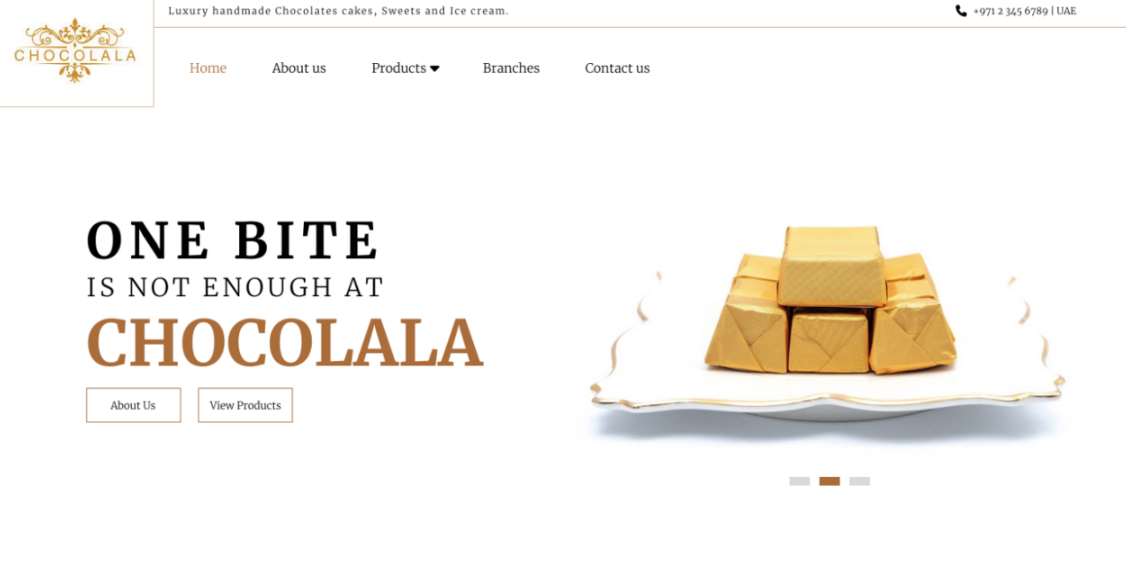 Luxury handmade Chocolates cakes, Sweets and Ice cream.
+971 2 345 6789 | UAE
CHOCOLALA
Home About us Products Branches Contact us
ONE BITE
IS NOT ENOUGH AT
CHOCOLALA
About Us View Products